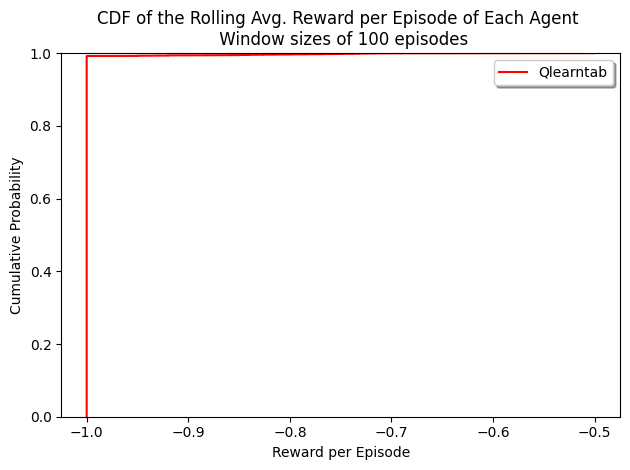 CDF of the Rolling Avg. Reward per Episode of Each Agent
Window sizes of 100 episodes
Qlearntab
1.0
0.8
0.6
0.4
0.2
0.0
Cumulative Probability
−1.0 −0.9 −0.8 −0.7 −0.6 −0.5
Reward per Episode